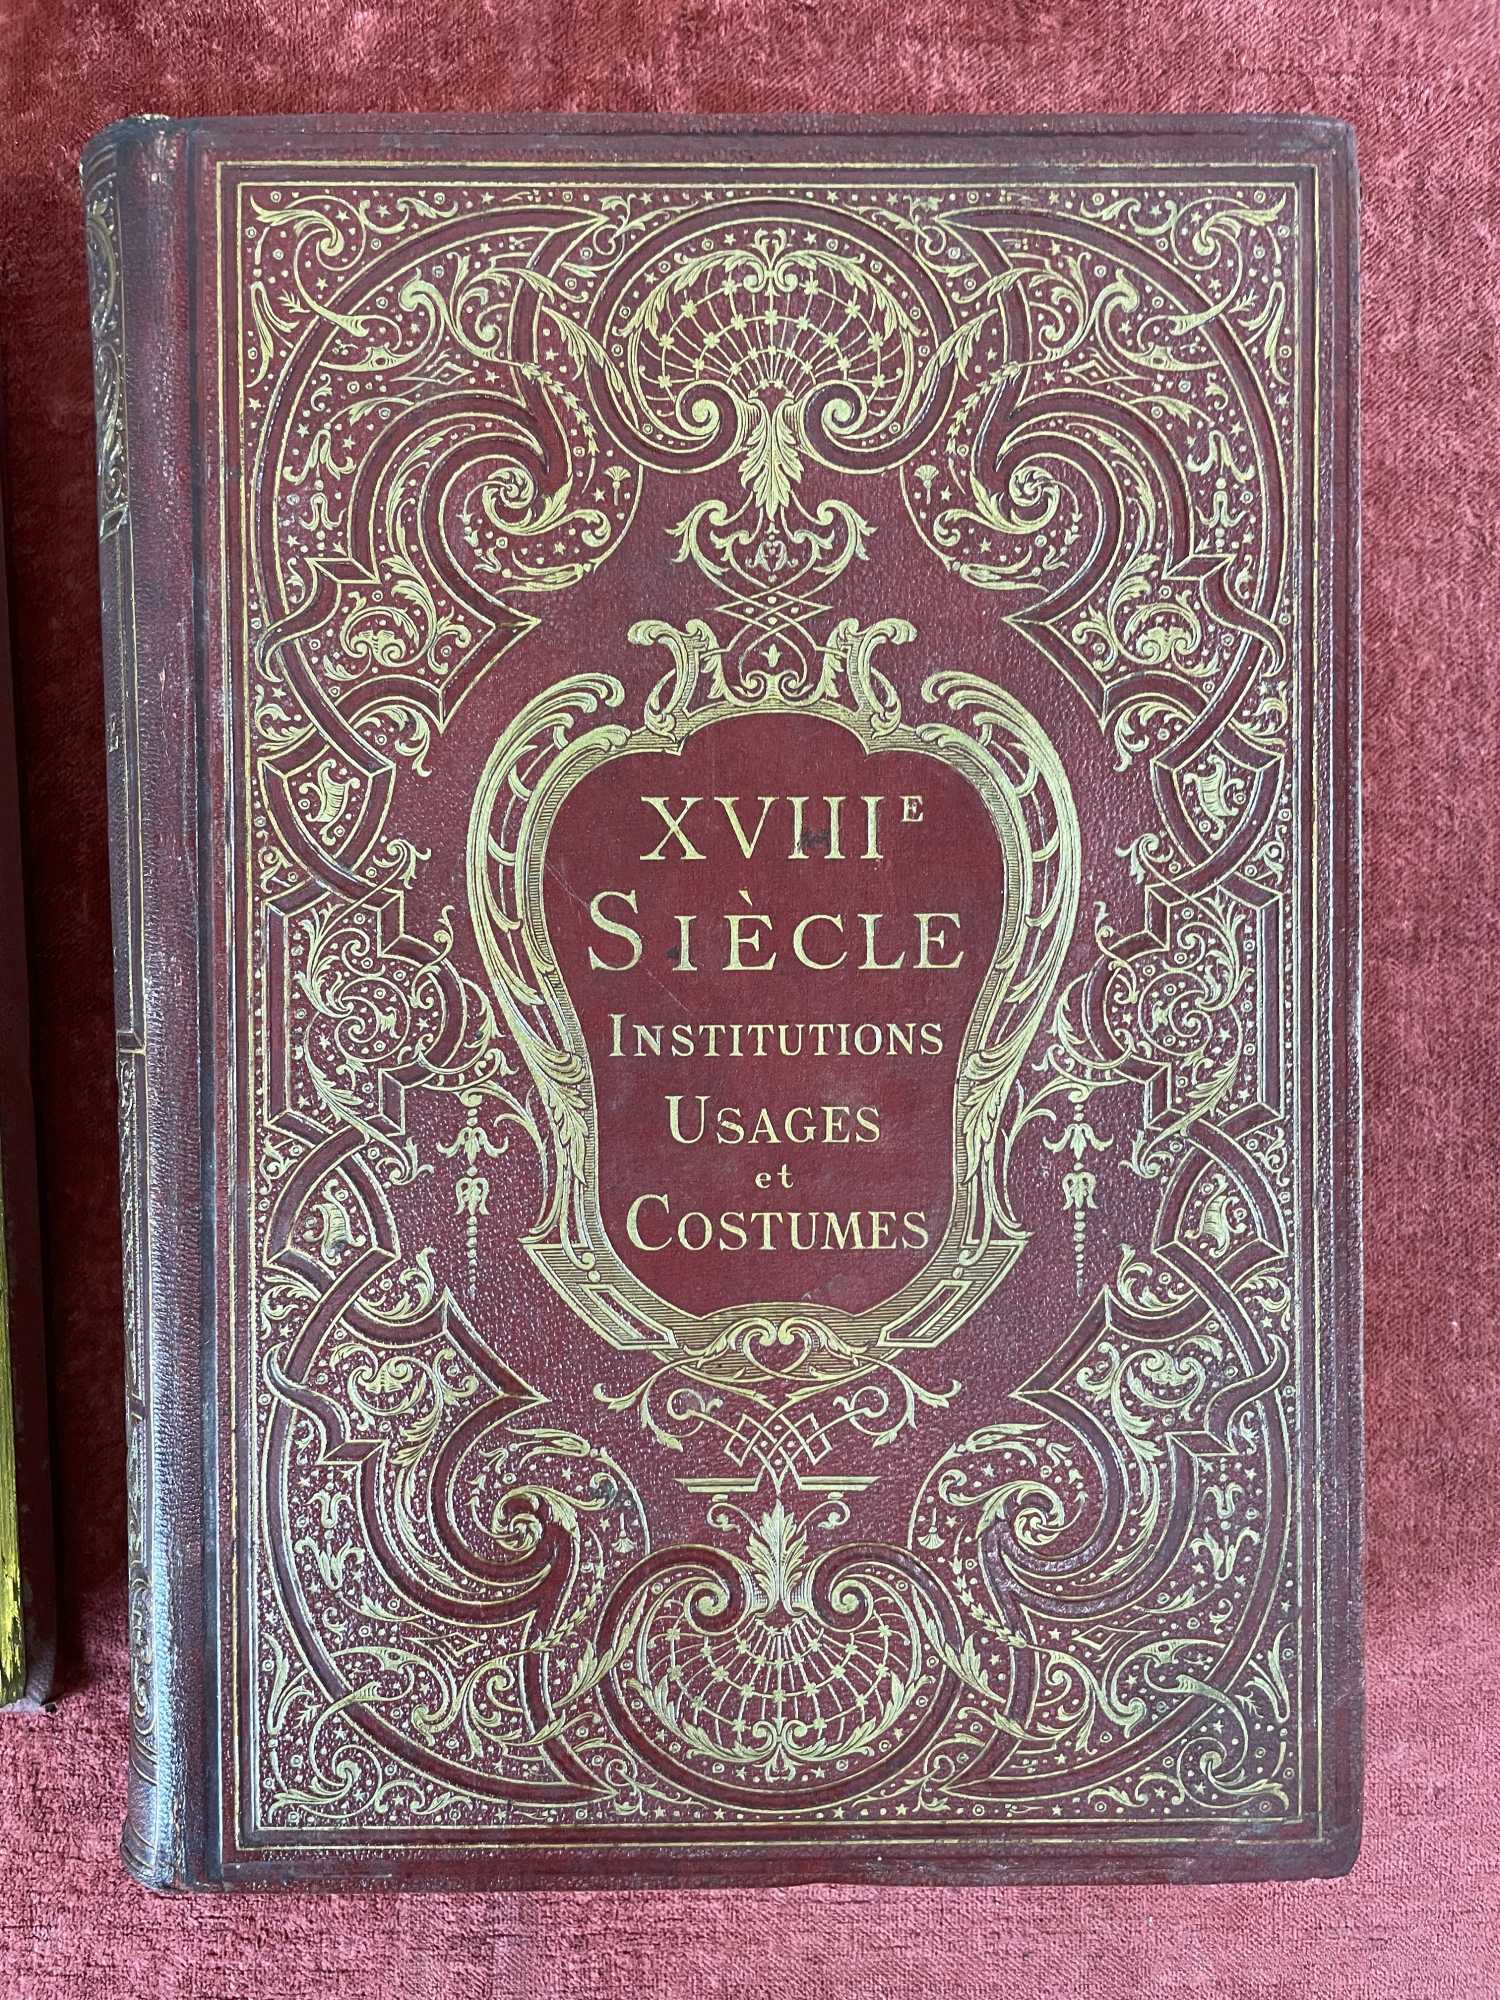 XVIIIE
SIÈCLE
INSTITUTIONS
USAGES
et
COSTUMES